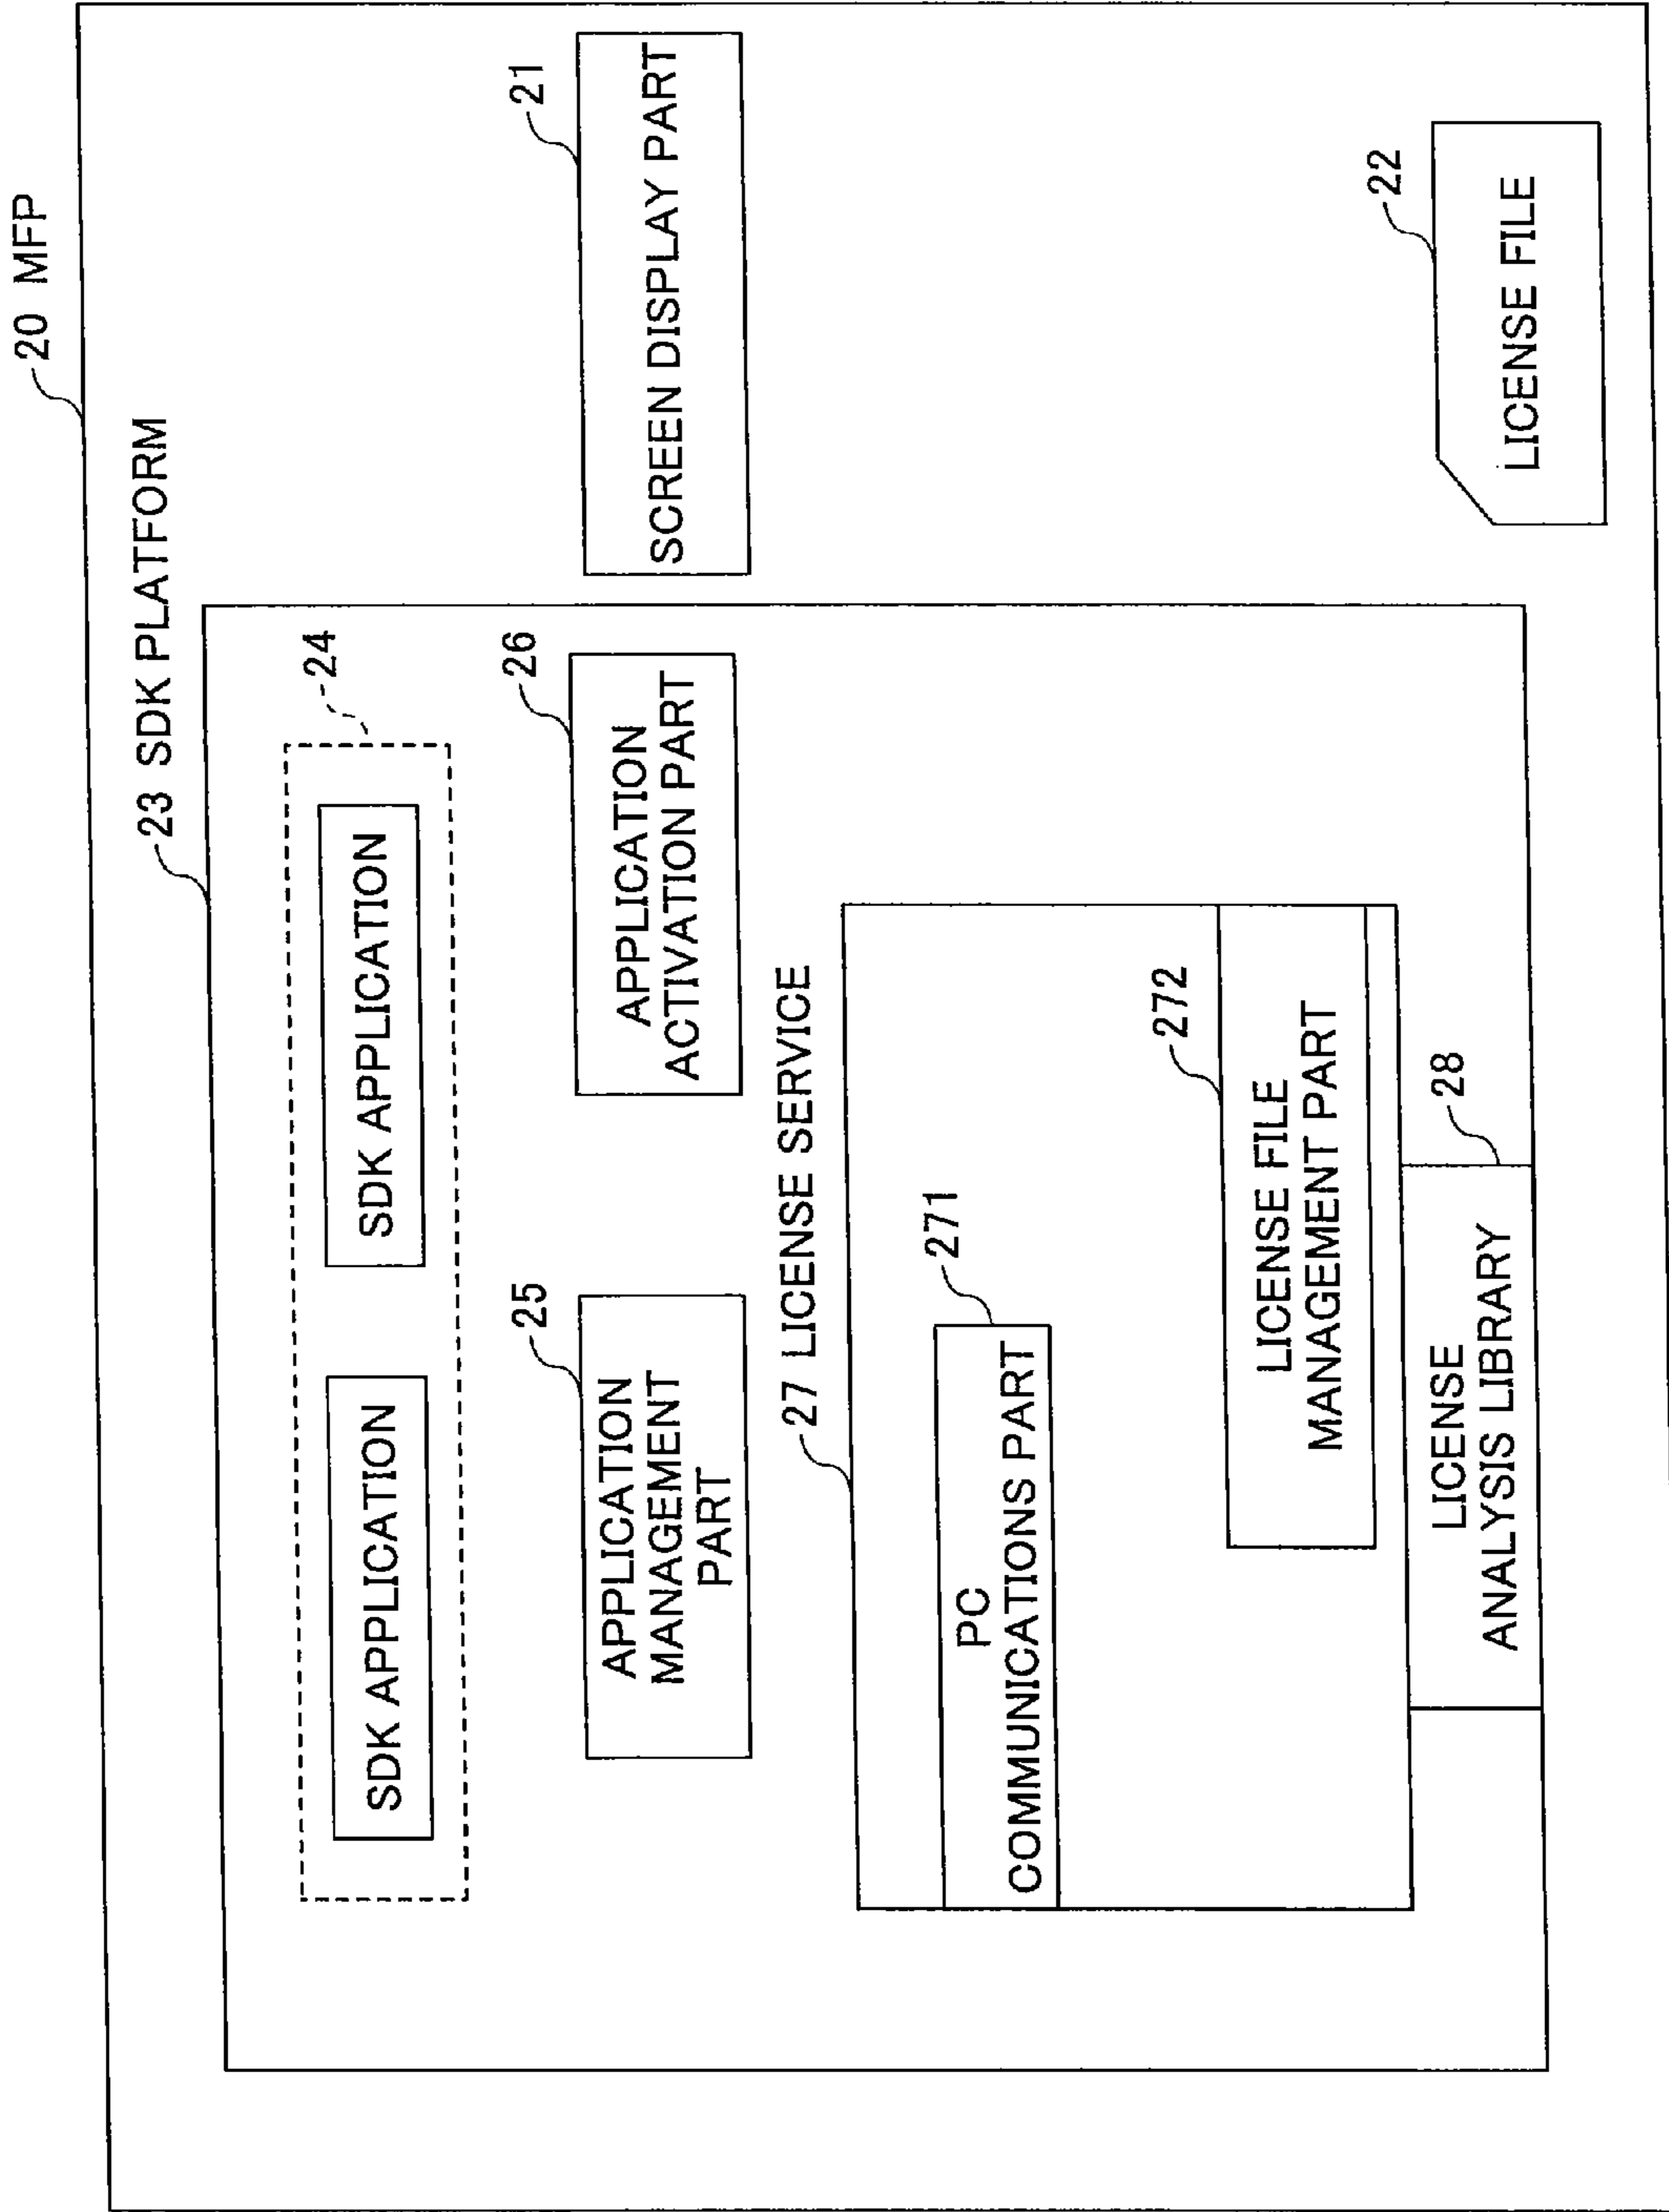 20 MFP
23 SDK PLATFORM
24
SDK APPLICATION
SDK APPLICATION
25
APPLICATION
MANAGEMENT
PART
26
APPLICATION
ACTIVATION PART
21
SCREEN DISPLAY PART
27 LICENSE SERVICE
271
PC
COMMUNICATIONS PART
272
LICENSE FILE
MANAGEMENT PART
28
LICENSE
ANALYSIS LIBRARY
22
LICENSE FILE